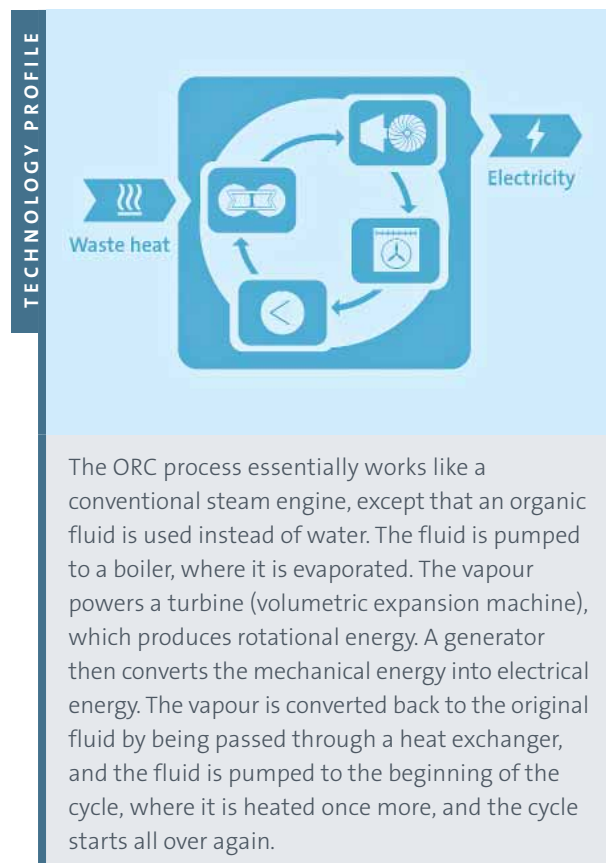 TECHNOLOGY PROFILE
Waste heat
Electricity
The ORC process essentially works like a
conventional steam engine, except that an organic
fluid is used instead of water. The fluid is pumped
to a boiler, where it is evaporated. The vapour
powers a turbine (volumetric expansion machine),
which produces rotational energy. A generator
then converts the mechanical energy into electrical
energy. The vapour is converted back to the original
fluid by being passed through a heat exchanger,
and the fluid is pumped to the beginning of the
cycle, where it is heated once more, and the cycle
starts all over again.